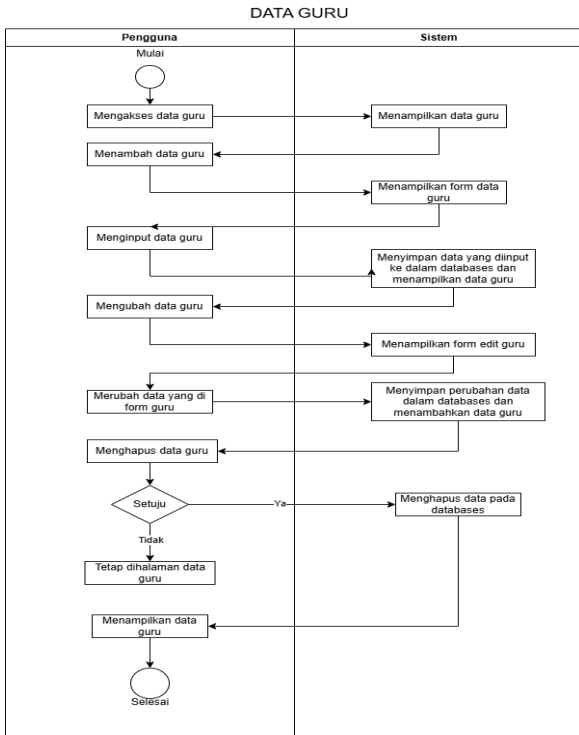 DATA GURU
Pengguna
Sistem
Mulai
Mengakses data guru
Menampilkan data guru
Menambah data guru
Menampilkan form data
guru
Menginput data guru
Menyimpan data yang diinput
ke dalam databases dan
menampilkan data guru
Mengubah data guru
Menampilkan form edit guru
Merubah data yang di
form guru
Menyimpan perubahan data
dalam databases dan
menambahkan data guru
Menghapus data guru
Setuju
Ya
Menghapus data pada
databases
Tidak
Tetap dihalaman data
guru
Menampilkan data
guru
Selesai